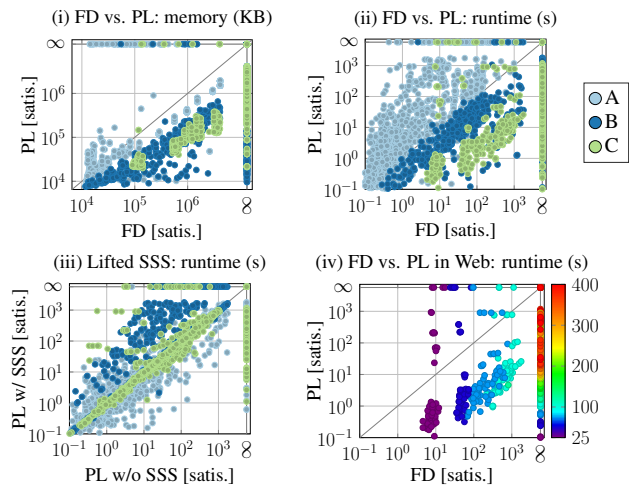 (i) FD vs. PL: memory (KB)
∞
10^6
10^5
10^4
PL [satis.]
10^4 10^5 10^6 ∞
FD [satis.]
(ii) FD vs. PL: runtime (s)
∞
10^3
10^2
10^1
10^0
10^-1
PL [satis.]
10^-1 10^0 10^1 10^2 10^3 ∞
FD [satis.]
A
B
C
(iii) Lifted SSS: runtime (s)
∞
10^3
10^2
10^1
10^0
10^-1
PL w/ SSS [satis.]
10^-1 10^0 10^1 10^2 10^3 ∞
PL w/o SSS [satis.]
(iv) FD vs. PL in Web: runtime (s)
∞
10^3
10^2
10^1
10^0
10^-1
PL [satis.]
10^-1 10^0 10^1 10^2 10^3 ∞
FD [satis.]
400
300
200
100
25